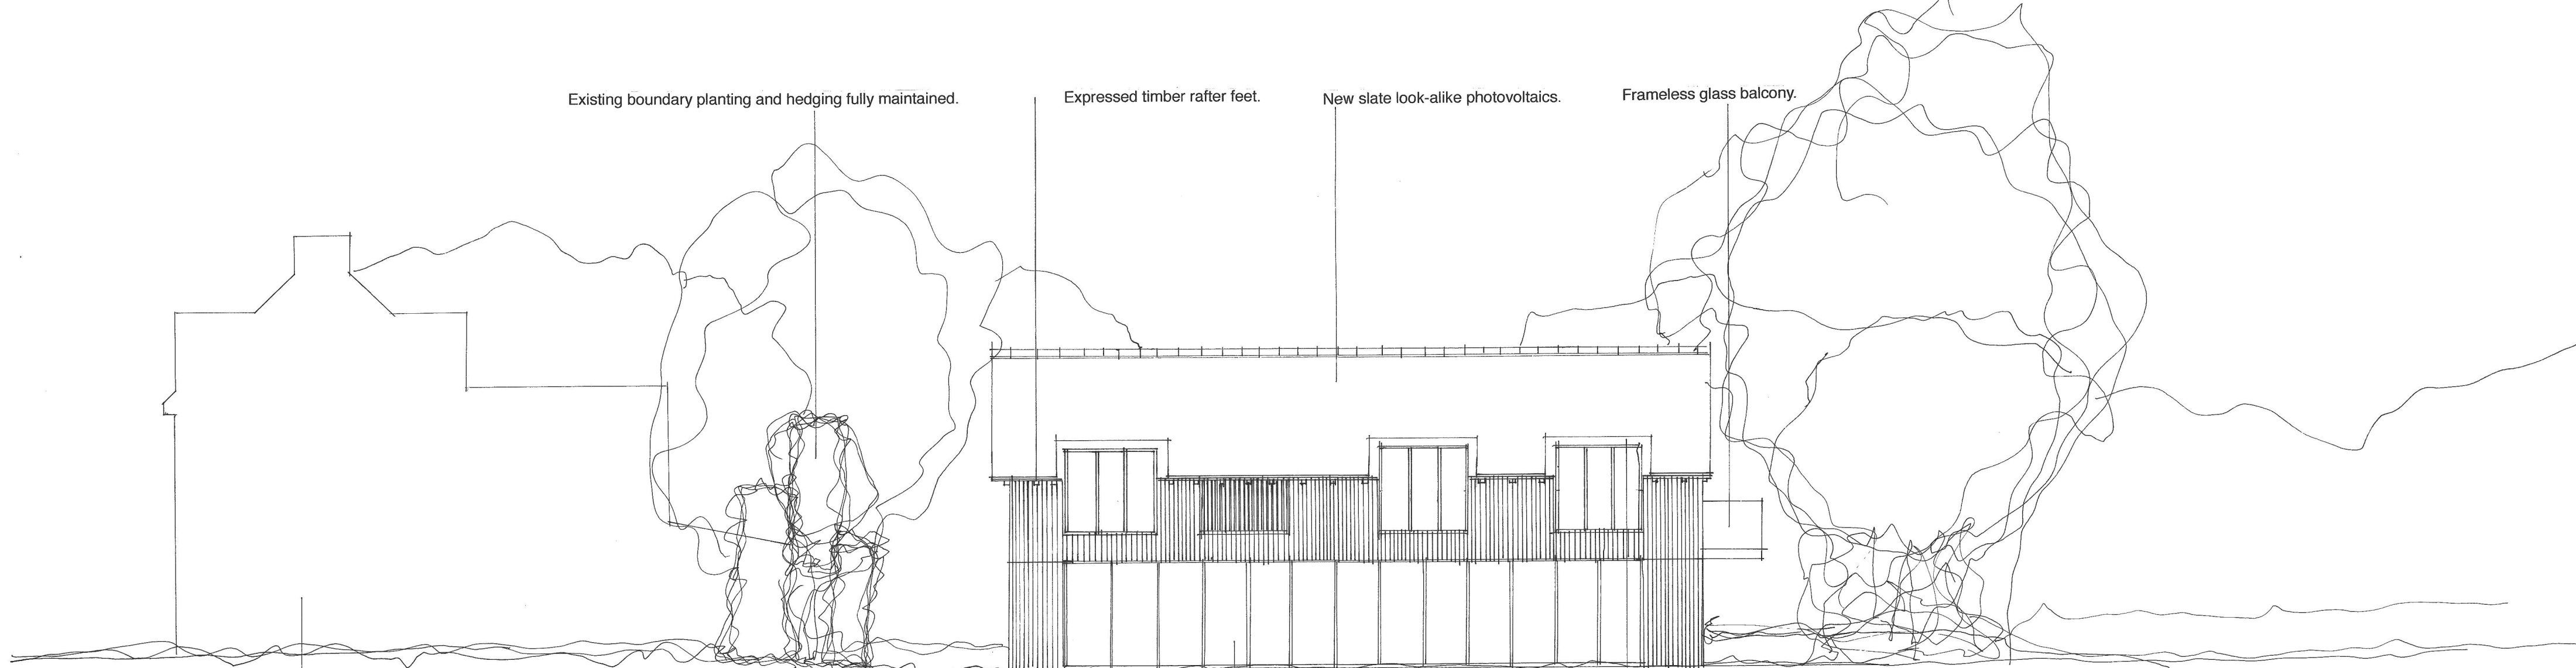 Existing boundary planting and hedging fully maintained.
Expressed timber rafter feet.
New slate look-alike photovoltaics.
Frameless glass balcony.